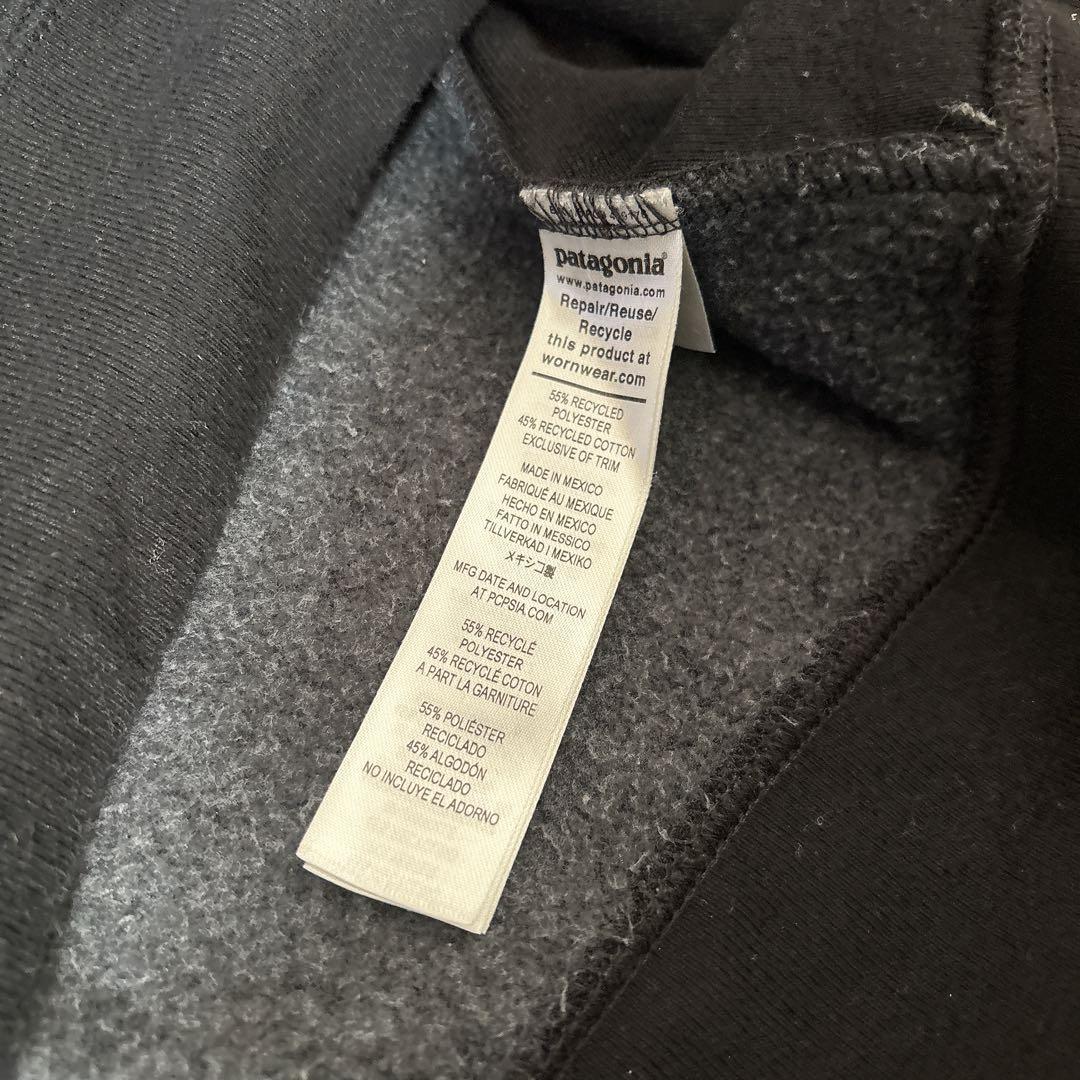 patagonia®
www.patagonia.com
Repair/Reuse/
Recycle
this product at
wornwear.com
55% RECYCLED
POLYESTER
45% RECYCLED COTTON
EXCLUSIVE OF TRIM
MADE IN MEXICO
FABRIQUÉ AU MEXIQUE
HECHO EN MEXICO
FATTO IN MESSICO
TILLVERKAD I MEXIKO
メキシコ製
MFG DATE AND LOCATION
AT PCPSIA.COM
55% RECYCLÉ
POLYESTER
45% RECYCLÉ COTON
A PART LA GARNITURE
55% POLIÉSTER
RECICLADO
45% ALGODÓN
RECICLADO
NO INCLUYE EL ADORNO